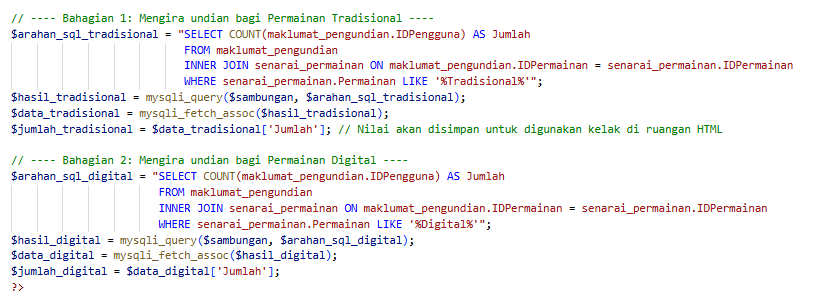 // ---- Bahagian 1: Mengira undian bagi Permainan Tradisional ----
$arahan_sql_tradisional = "SELECT COUNT(maklumat_pengundian.IDPengguna) AS Jumlah
FROM maklumat_pengundian
INNER JOIN senarai_permainan ON maklumat_pengundian.IDPermainan = senarai_permainan.IDPermainan
WHERE senarai_permainan.Permainan LIKE '%Tradisional%'";
$hasil_tradisional = mysqli_query($sambungan, $arahan_sql_tradisional);
$data_tradisional = mysqli_fetch_assoc($hasil_tradisional);
$jumlah_tradisional = $data_tradisional['Jumlah']; // Nilai akan disimpan untuk digunakan kelak di ruangan HTML
// ---- Bahagian 2: Mengira undian bagi Permainan Digital ----
$arahan_sql_digital = "SELECT COUNT(maklumat_pengundian.IDPengguna) AS Jumlah
FROM maklumat_pengundian
INNER JOIN senarai_permainan ON maklumat_pengundian.IDPermainan = senarai_permainan.IDPermainan
WHERE senarai_permainan.Permainan LIKE '%Digital%'";
$hasil_digital = mysqli_query($sambungan, $arahan_sql_digital);
$data_digital = mysqli_fetch_assoc($hasil_digital);
$jumlah_digital = $data_digital['Jumlah'];
?>